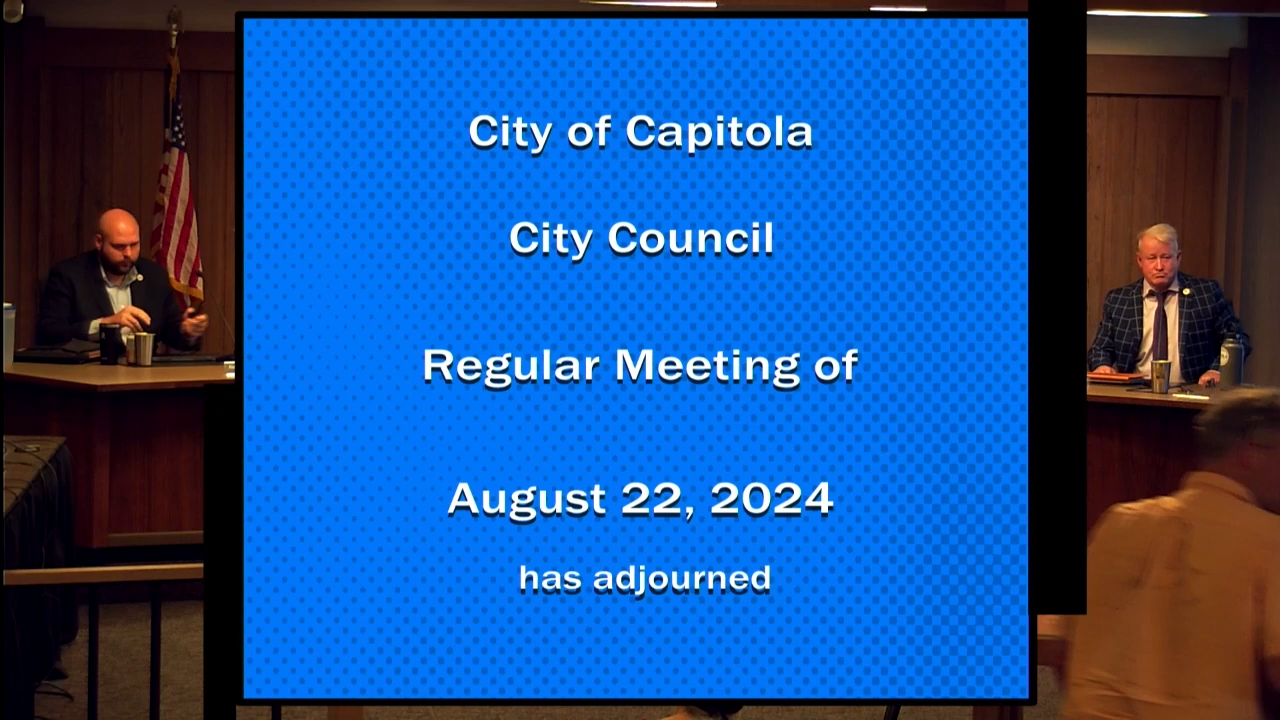 City of Capitola
City Council
Regular Meeting of
August 22, 2024
has adjourned